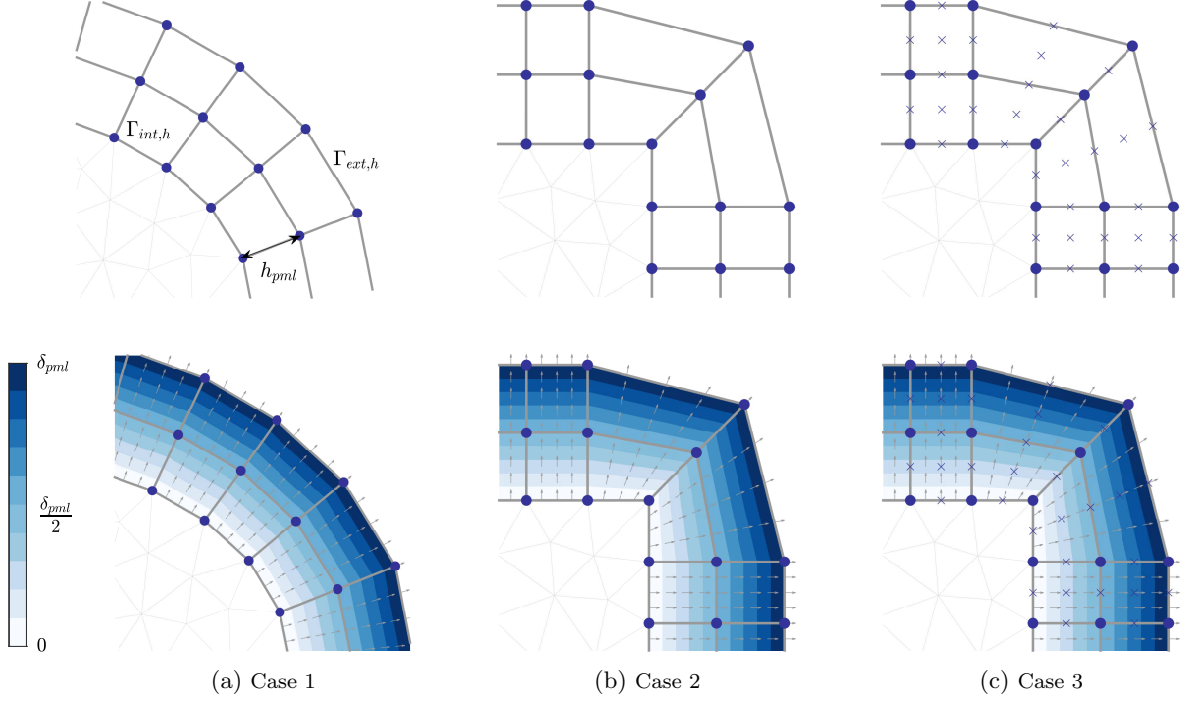 Γ_{int,h}
Γ_{ext,h}
h_{pml}
δ_{pml}
δ_{pml}/2
0
(a) Case 1
(b) Case 2
(c) Case 3